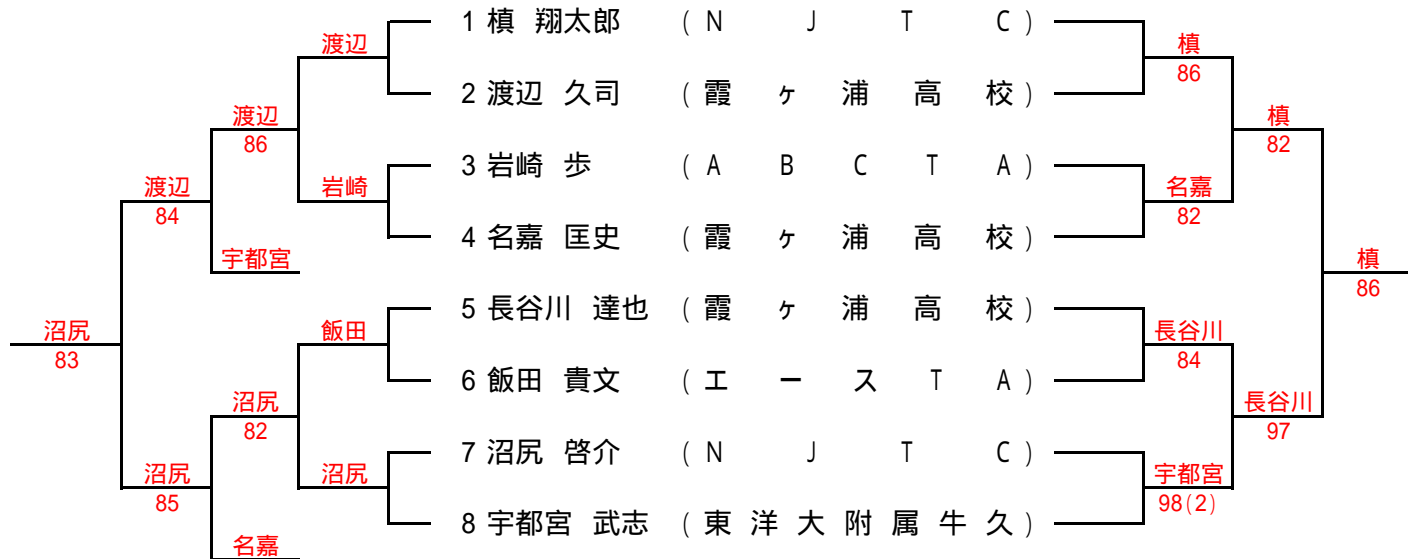 1 槙 翔太郎 (N J T C)
渡辺
槙
86
2 渡辺 久司 (霞ヶ浦高校)
渡辺
86
槙
82
3 岩崎 歩 (A B C T A)
渡辺
84
岩崎
名嘉
82
4 名嘉 匡史 (霞ヶ浦高校)
宇都宮
槙
86
5 長谷川 達也 (霞ヶ浦高校)
沼尻
83
飯田
長谷川
84
6 飯田 貴文 (エースTA)
沼尻
82
長谷川
97
7 沼尻 啓介 (N J T C)
沼尻
85
沼尻
宇都宮
98(2)
8 宇都宮 武志 (東洋大附属牛久)
名嘉